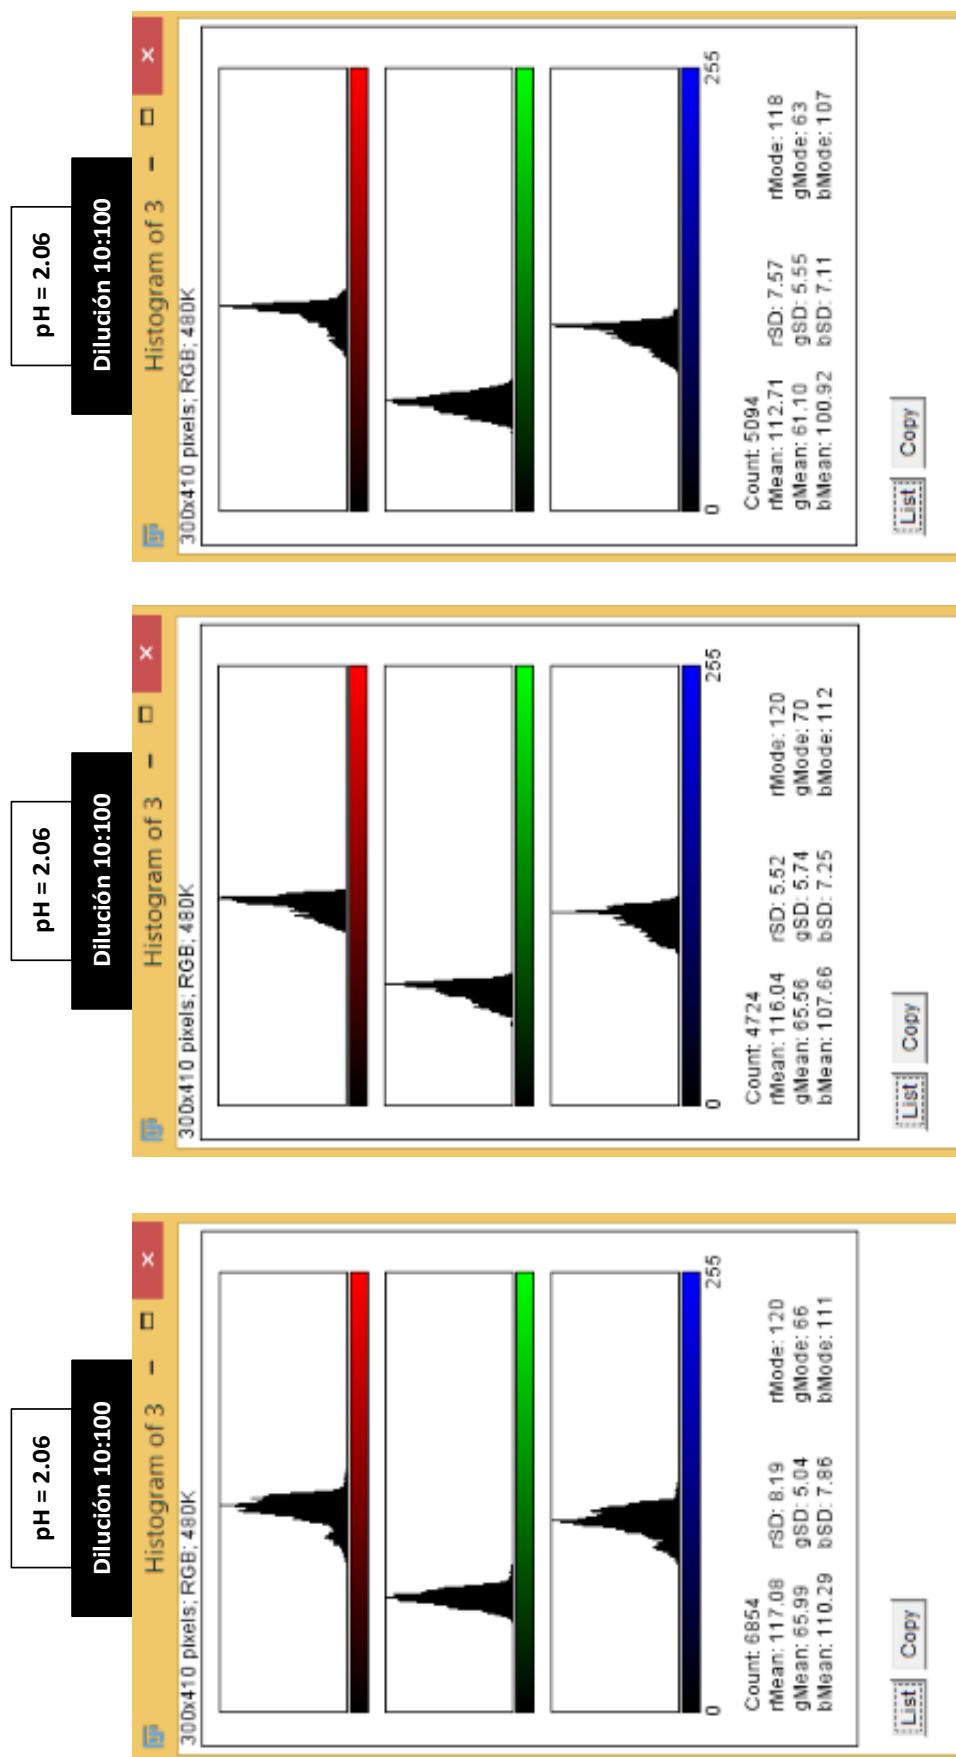 pH = 2.06
Dilución 10:100
Histogram of 3
300x410 pixels; RGB; 480K
0 255
Count: 6854
rMean: 117.08 rSD: 8.19 rMode: 120
gMean: 65.99 gSD: 5.04 gMode: 66
bMean: 110.29 bSD: 7.86 bMode: 111
List Copy
pH = 2.06
Dilución 10:100
Histogram of 3
300x410 pixels; RGB; 480K
0 255
Count: 4724
rMean: 116.04 rSD: 5.52 rMode: 120
gMean: 65.56 gSD: 5.74 gMode: 70
bMean: 107.66 bSD: 7.25 bMode: 112
List Copy
pH = 2.06
Dilución 10:100
Histogram of 3
300x410 pixels; RGB; 480K
0 255
Count: 5094
rMean: 112.71 rSD: 7.57 rMode: 118
gMean: 61.10 gSD: 5.55 gMode: 63
bMean: 100.92 bSD: 7.11 bMode: 107
List Copy